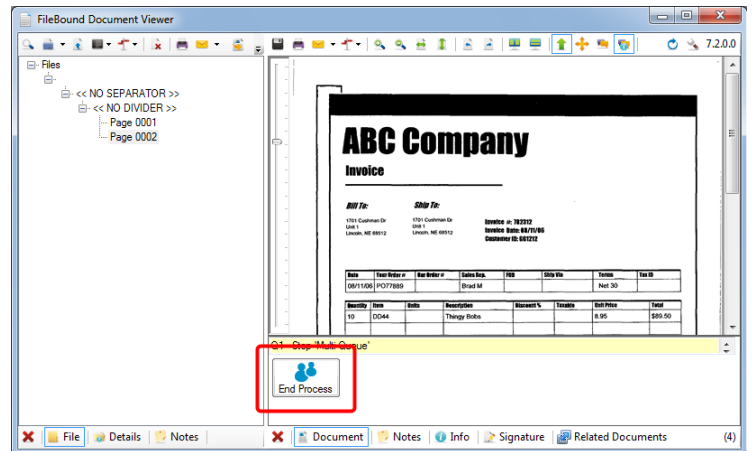 FileBound Document Viewer
7.2.0.0
Files
<< NO SEPARATOR >>
<< NO DIVIDER >>
Page 0001
Page 0002
ABC Company
Invoice
Bill To: Ship To:
1701 Cushman Dr 1701 Cushman Dr Invoice #: 702312
Unit 1 Unit 1 Invoice Date: 08/11/06
Lincoln, NE 68512 Lincoln, NE 68512 Customer ID: 661212
Date Your Order # Our Order # Sales Rep. FOB Ship Via Terms Tax ID
08/11/06 PO77889 Brad M Net 30
Quantity Item Units Description Discount % Taxable Unit Price Total
10 DD44 Thingy Bobs 8.95 $89.50
Q1 - Step 'Multi Queue'
End Process
File Details Notes Document Notes Info Signature Related Documents (4)